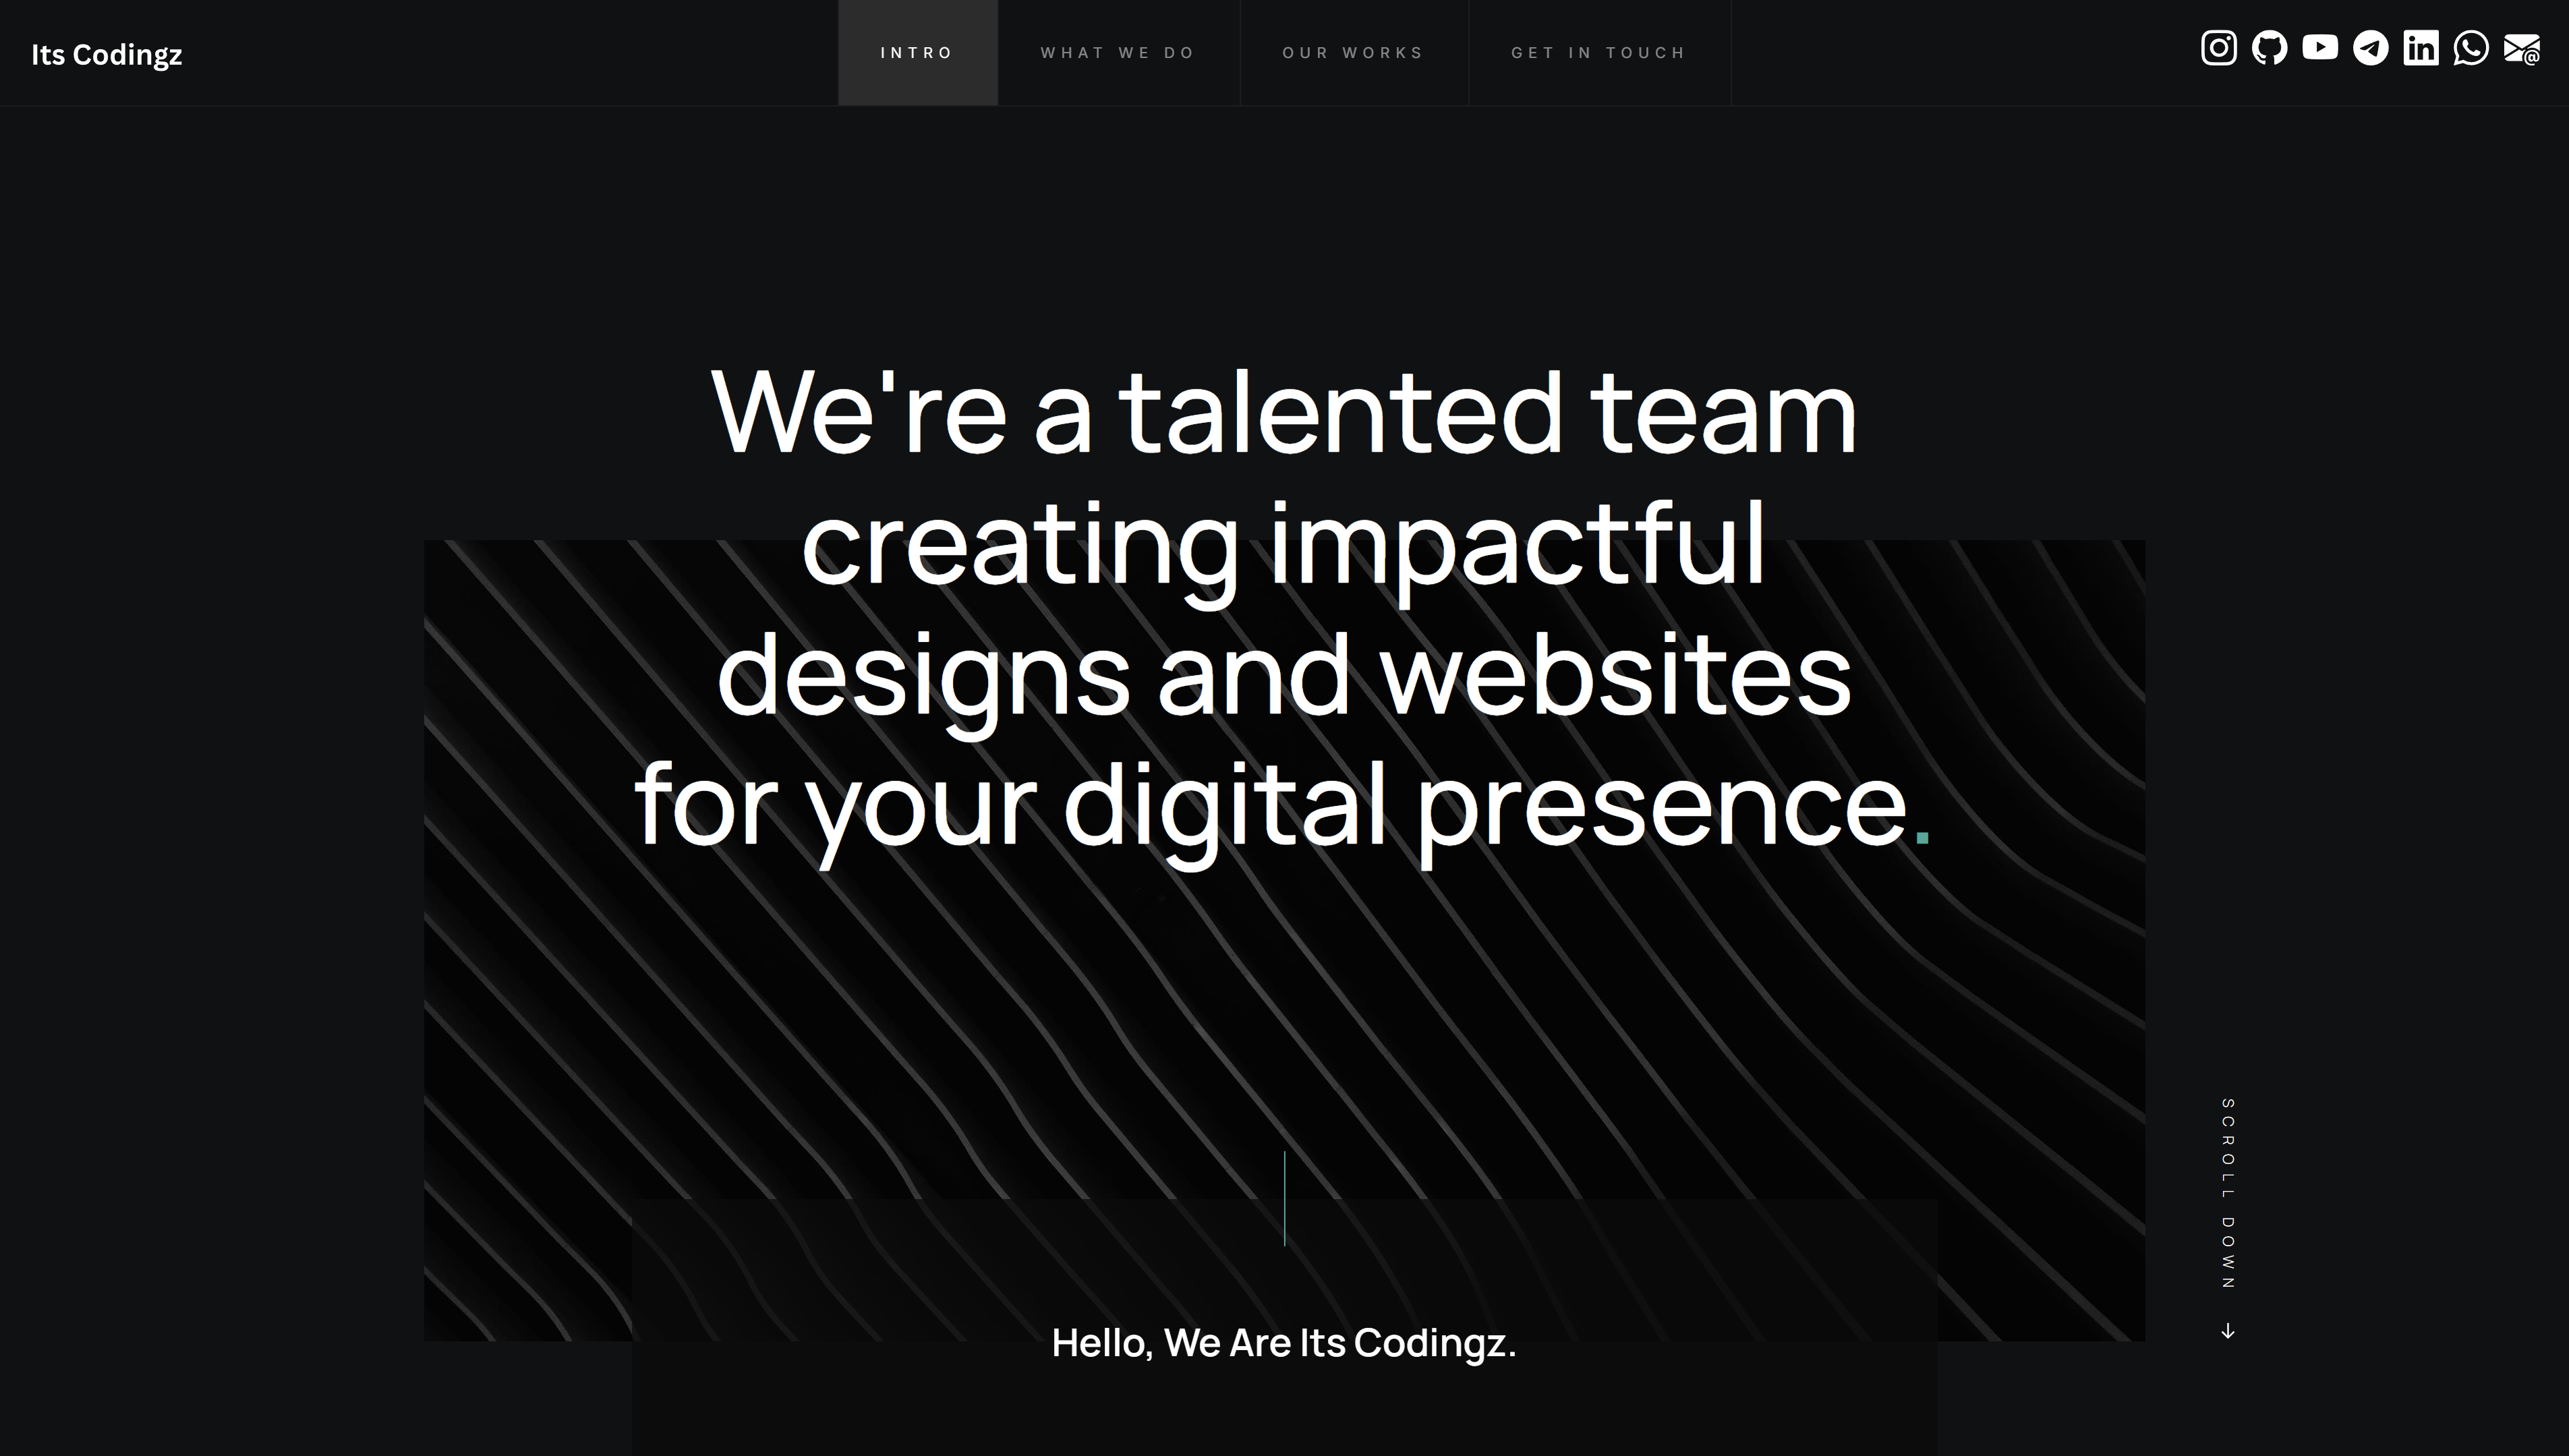 Its Codingz
INTRO
WHAT WE DO
OUR WORKS
GET IN TOUCH
We're a talented team
creating impactful
designs and websites
for your digital presence.
SCROLL DOWN
Hello, We Are Its Codingz.